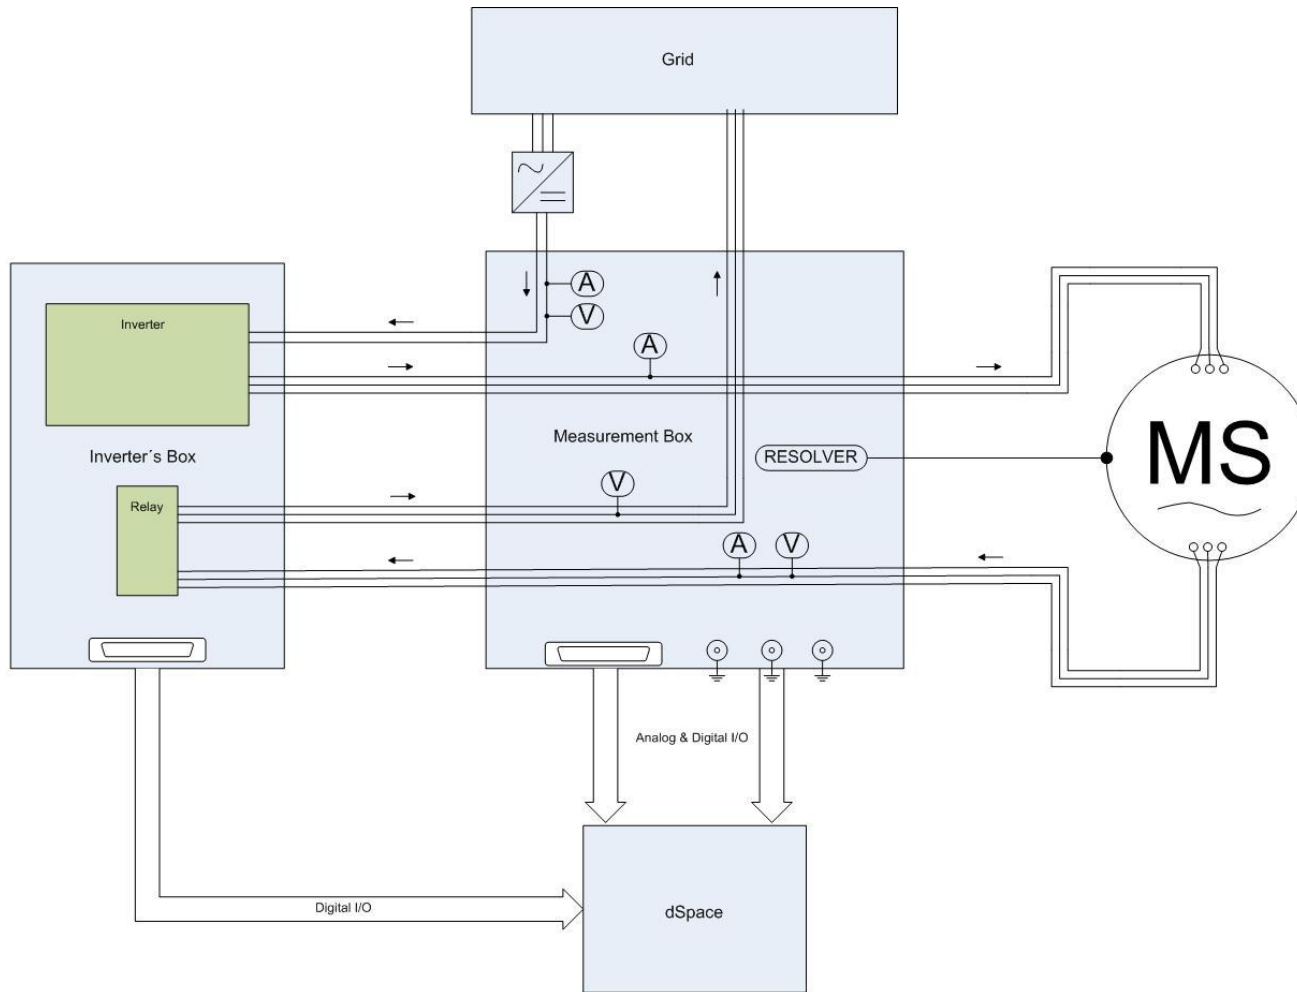 Grid
A
V
Inverter
A
Measurement Box
Inverter´s Box
RESOLVER
MS
V
Relay
A
V
Analog & Digital I/O
Digital I/O
dSpace